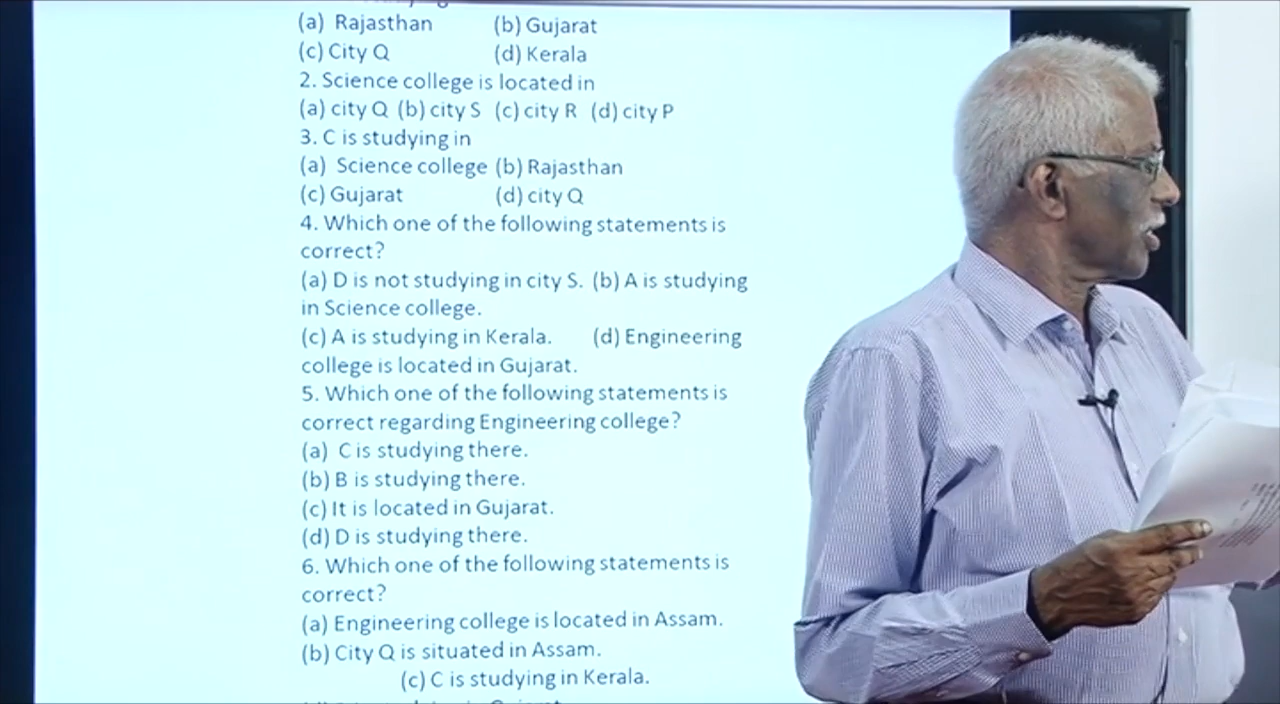 (a) Rajasthan (b) Gujarat
(c) City Q (d) Kerala
2. Science college is located in
(a) city Q (b) city S (c) city R (d) city P
3. C is studying in
(a) Science college (b) Rajasthan
(c) Gujarat (d) city Q
4. Which one of the following statements is
correct?
(a) D is not studying in city S. (b) A is studying
in Science college.
(c) A is studying in Kerala. (d) Engineering
college is located in Gujarat.
5. Which one of the following statements is
correct regarding Engineering college?
(a) C is studying there.
(b) B is studying there.
(c) It is located in Gujarat.
(d) D is studying there.
6. Which one of the following statements is
correct?
(a) Engineering college is located in Assam.
(b) City Q is situated in Assam.
(c) C is studying in Kerala.